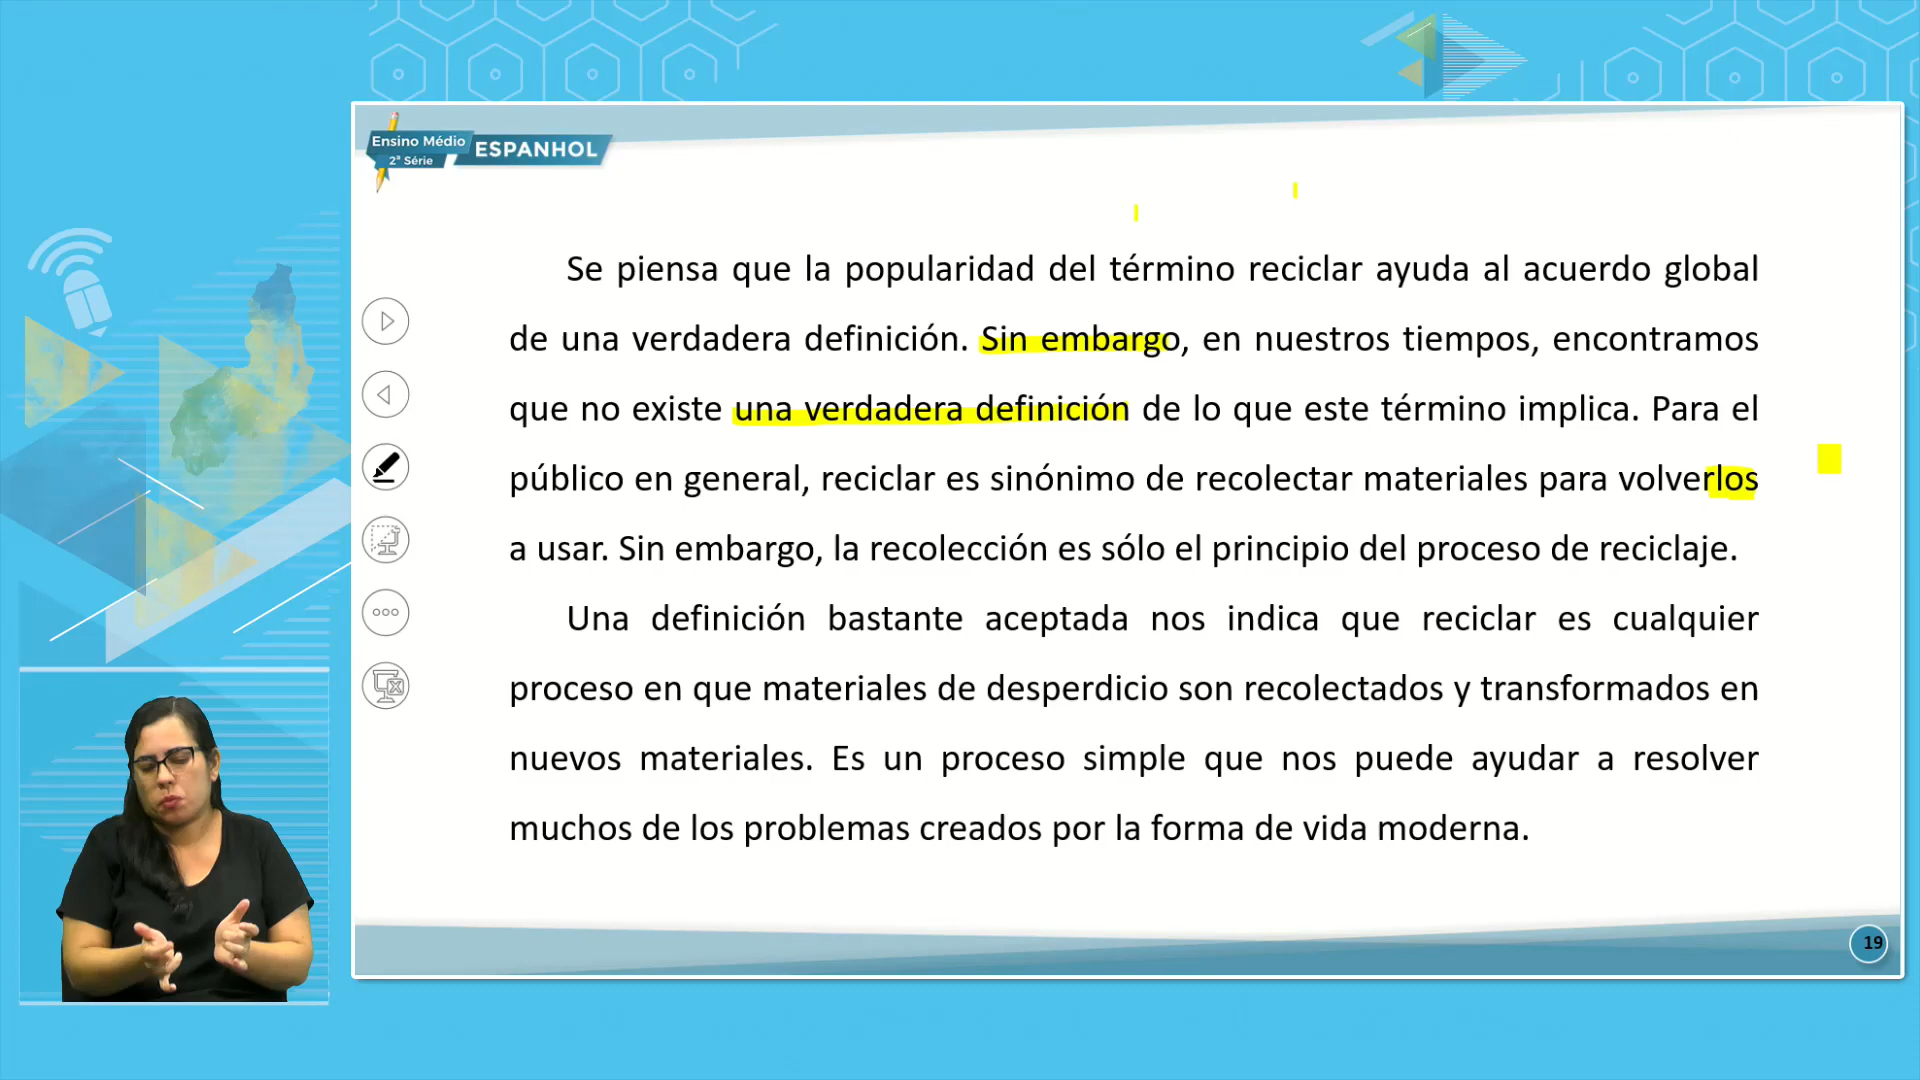 Ensino Médio
2ª Série
ESPANHOL
Se piensa que la popularidad del término reciclar ayuda al acuerdo global
de una verdadera definición. Sin embargo, en nuestros tiempos, encontramos
que no existe una verdadera definición de lo que este término implica. Para el
público en general, reciclar es sinónimo de recolectar materiales para volverlos
a usar. Sin embargo, la recolección es sólo el principio del proceso de reciclaje.
Una definición bastante aceptada nos indica que reciclar es cualquier
proceso en que materiales de desperdicio son recolectados y transformados en
nuevos materiales. Es un proceso simple que nos puede ayudar a resolver
muchos de los problemas creados por la forma de vida moderna.
19